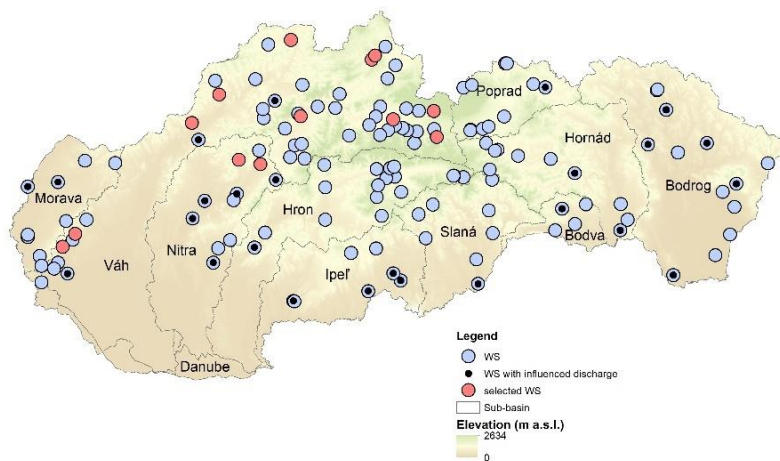 Poprad
Hornád
Bodrog
Morava
Hron
Slaná
Bodva
Nitra
Ipeľ
Váh
Danube
Legend
WS
WS with influenced discharge
selected WS
Sub-basin
Elevation (m a.s.l.)
2634
0